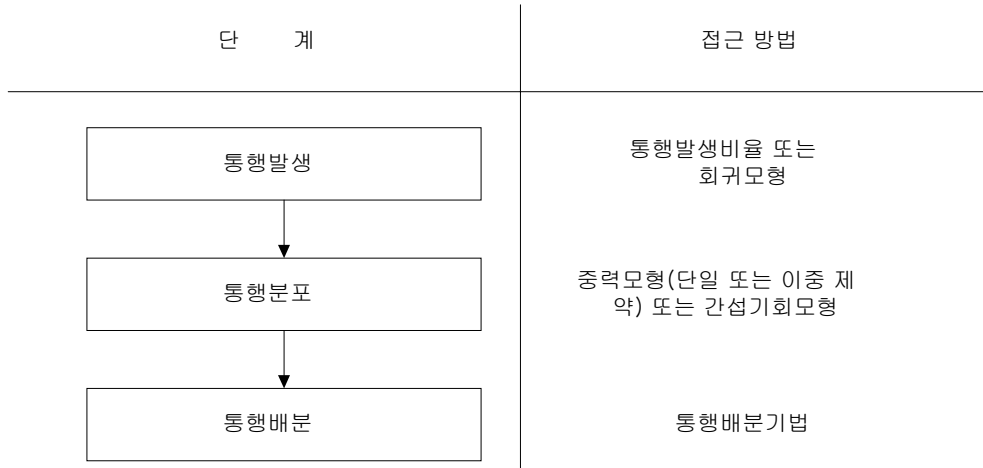 단 계
접근 방법
통행발생
통행발생비율 또는
회귀모형
통행분포
중력모형(단일 또는 이중 제
약) 또는 간섭기회모형
통행배분
통행배분기법